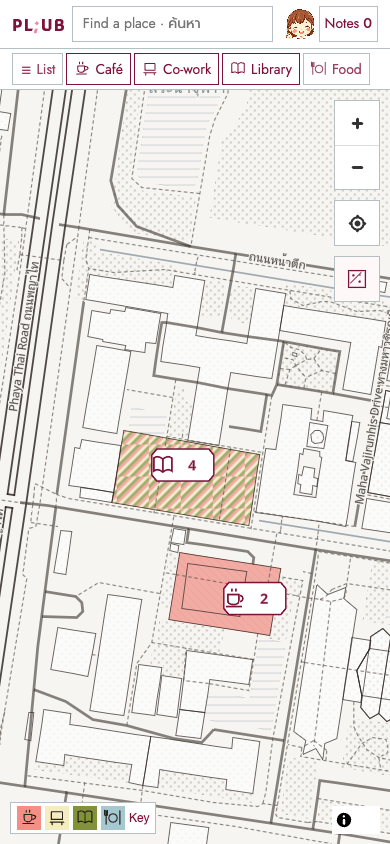 PL;UB
Find a place · ค้นหา
Notes 0
List
Café
Co-work
Library
Food
ถนนหน้าตึก
Phaya Thai Road ถนนพญาไท
Maha Vajirunhis Drive
4
2
Key